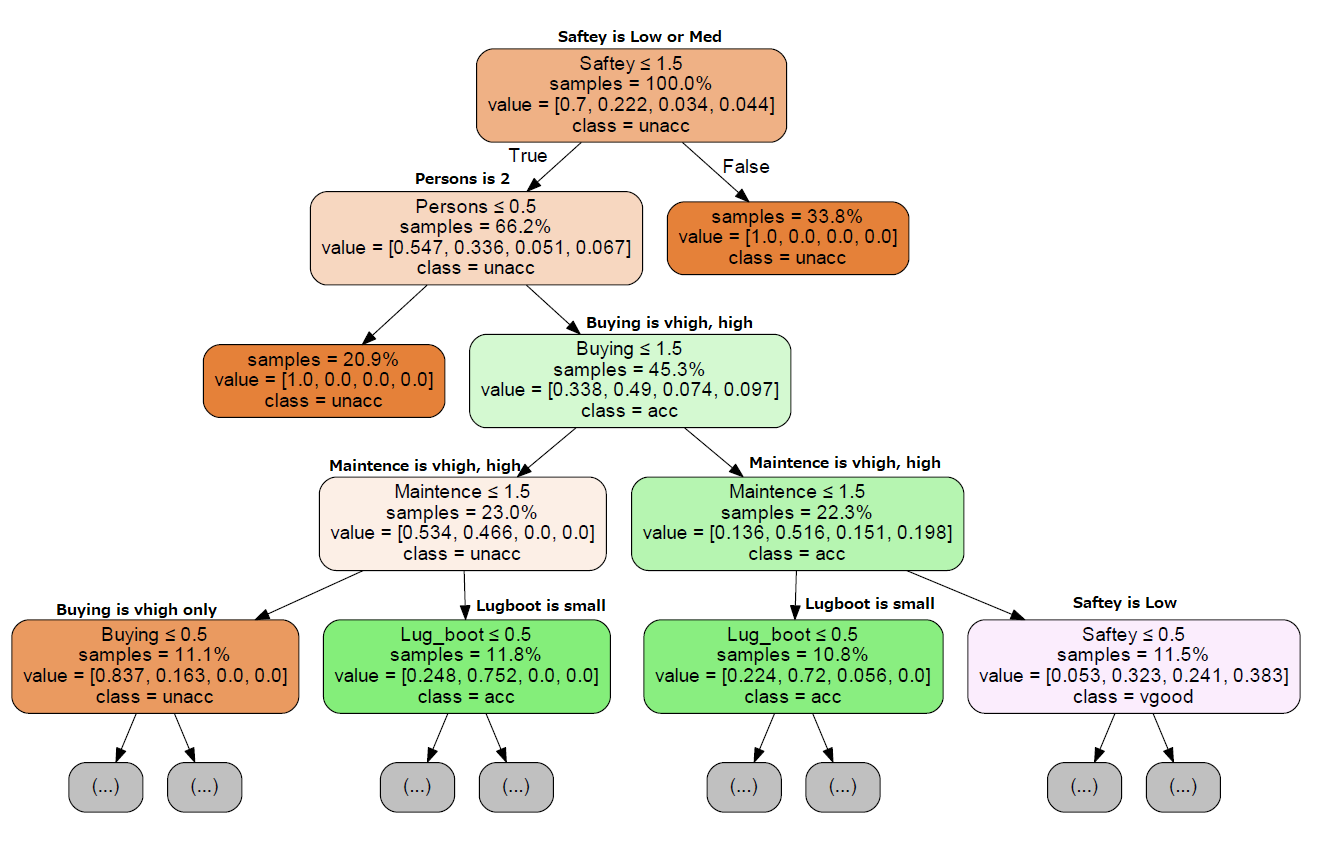 Saftey is Low or Med
Saftey ≤ 1.5
samples = 100.0%
value = [0.7, 0.222, 0.034, 0.044]
class = unacc
True
False
Persons is 2
Persons ≤ 0.5
samples = 66.2%
value = [0.547, 0.336, 0.051, 0.067]
class = unacc
samples = 33.8%
value = [1.0, 0.0, 0.0, 0.0]
class = unacc
samples = 20.9%
value = [1.0, 0.0, 0.0, 0.0]
class = unacc
Buying is vhigh, high
Buying ≤ 1.5
samples = 45.3%
value = [0.338, 0.49, 0.074, 0.097]
class = acc
Maintence is vhigh, high
Maintence ≤ 1.5
samples = 23.0%
value = [0.534, 0.466, 0.0, 0.0]
class = unacc
Maintence is vhigh, high
Maintence ≤ 1.5
samples = 22.3%
value = [0.136, 0.516, 0.151, 0.198]
class = acc
Buying is vhigh only
Buying ≤ 0.5
samples = 11.1%
value = [0.837, 0.163, 0.0, 0.0]
class = unacc
Lugboot is small
Lug_boot ≤ 0.5
samples = 11.8%
value = [0.248, 0.752, 0.0, 0.0]
class = acc
Lugboot is small
Lug_boot ≤ 0.5
samples = 10.8%
value = [0.224, 0.72, 0.056, 0.0]
class = acc
Saftey is Low
Saftey ≤ 0.5
samples = 11.5%
value = [0.053, 0.323, 0.241, 0.383]
class = vgood
(...)
(...)
(...)
(...)
(...)
(...)
(...)
(...)